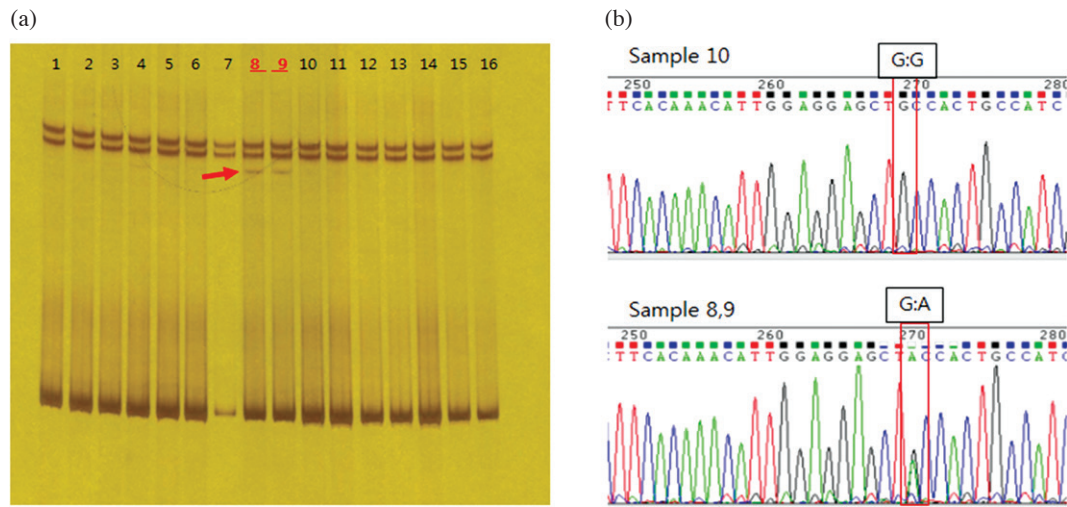 (a)
1 2 3 4 5 6 7 8 9 10 11 12 13 14 15 16
(b)
Sample 10
G:G
250 260 270 280
TTCACAAACATTGGAGGAGCTGCCACTGCCATC
Sample 8,9
G:A
250 260 270 280
CTTCACAAACATTGGAGGAGCTACCACTGCCATC